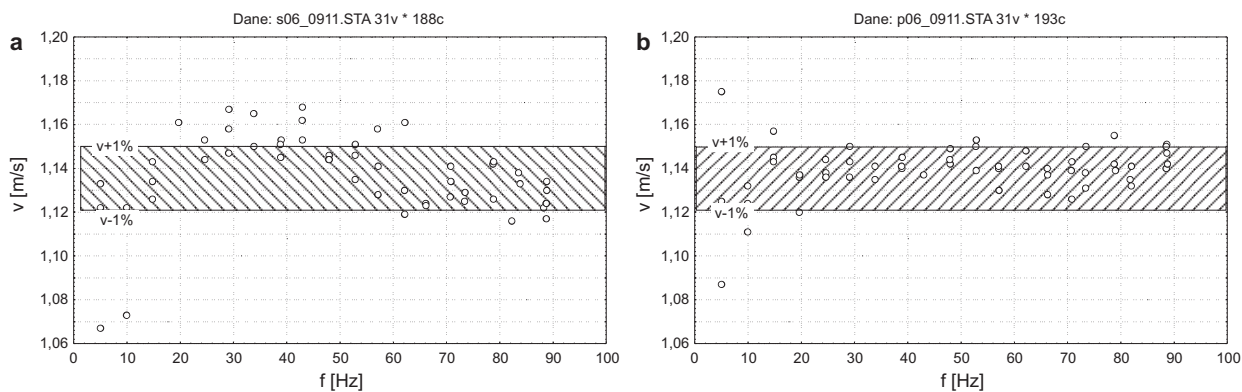 Dane: s06_0911.STA 31v * 188c
a
1,20
1,18
1,16
1,14
1,12
1,10
1,08
1,06
v [m/s]
v+1%
v-1%
0 10 20 30 40 50 60 70 80 90 100
f [Hz]
Dane: p06_0911.STA 31v * 193c
b
1,20
1,18
1,16
1,14
1,12
1,10
1,08
1,06
v [m/s]
v+1%
v-1%
0 10 20 30 40 50 60 70 80 90 100
f [Hz]